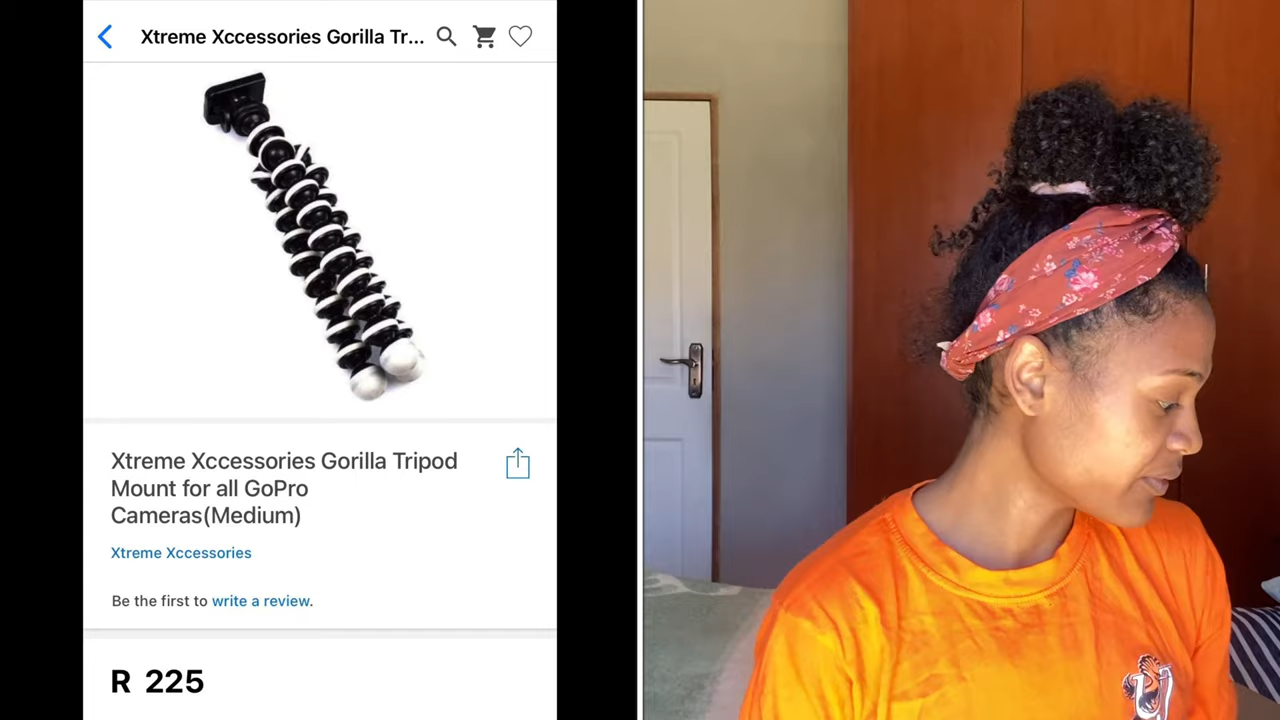 Xtreme Xccessories Gorilla Tr...
Xtreme Xccessories Gorilla Tripod
Mount for all GoPro
Cameras(Medium)
Xtreme Xccessories
Be the first to write a review.
R 225